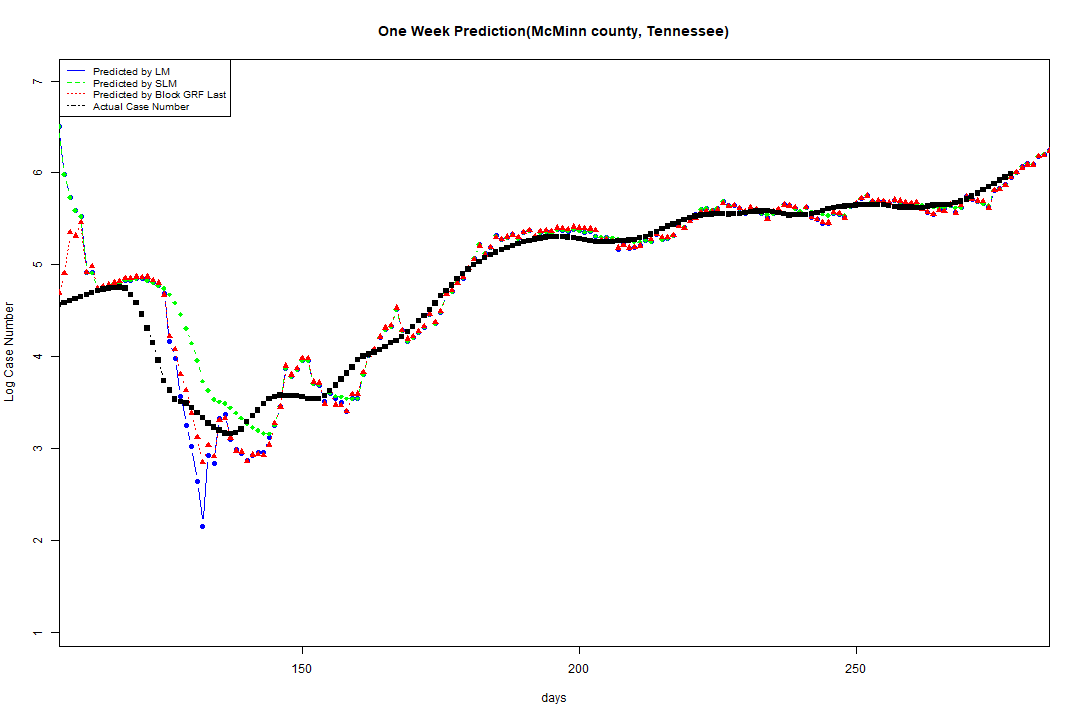 One Week Prediction(McMinn county, Tennessee)
Predicted by LM
Predicted by SLM
Predicted by Block GRF Last
Actual Case Number
7
6
5
4
3
2
1
Log Case Number
150
200
250
days